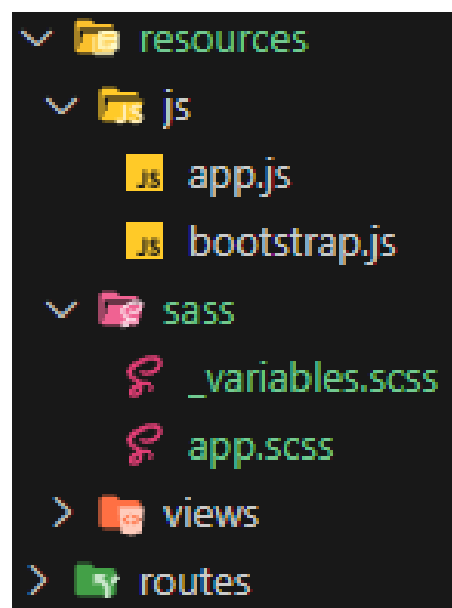 resources
js
app.js
bootstrap.js
sass
_variables.scss
app.scss
views
routes